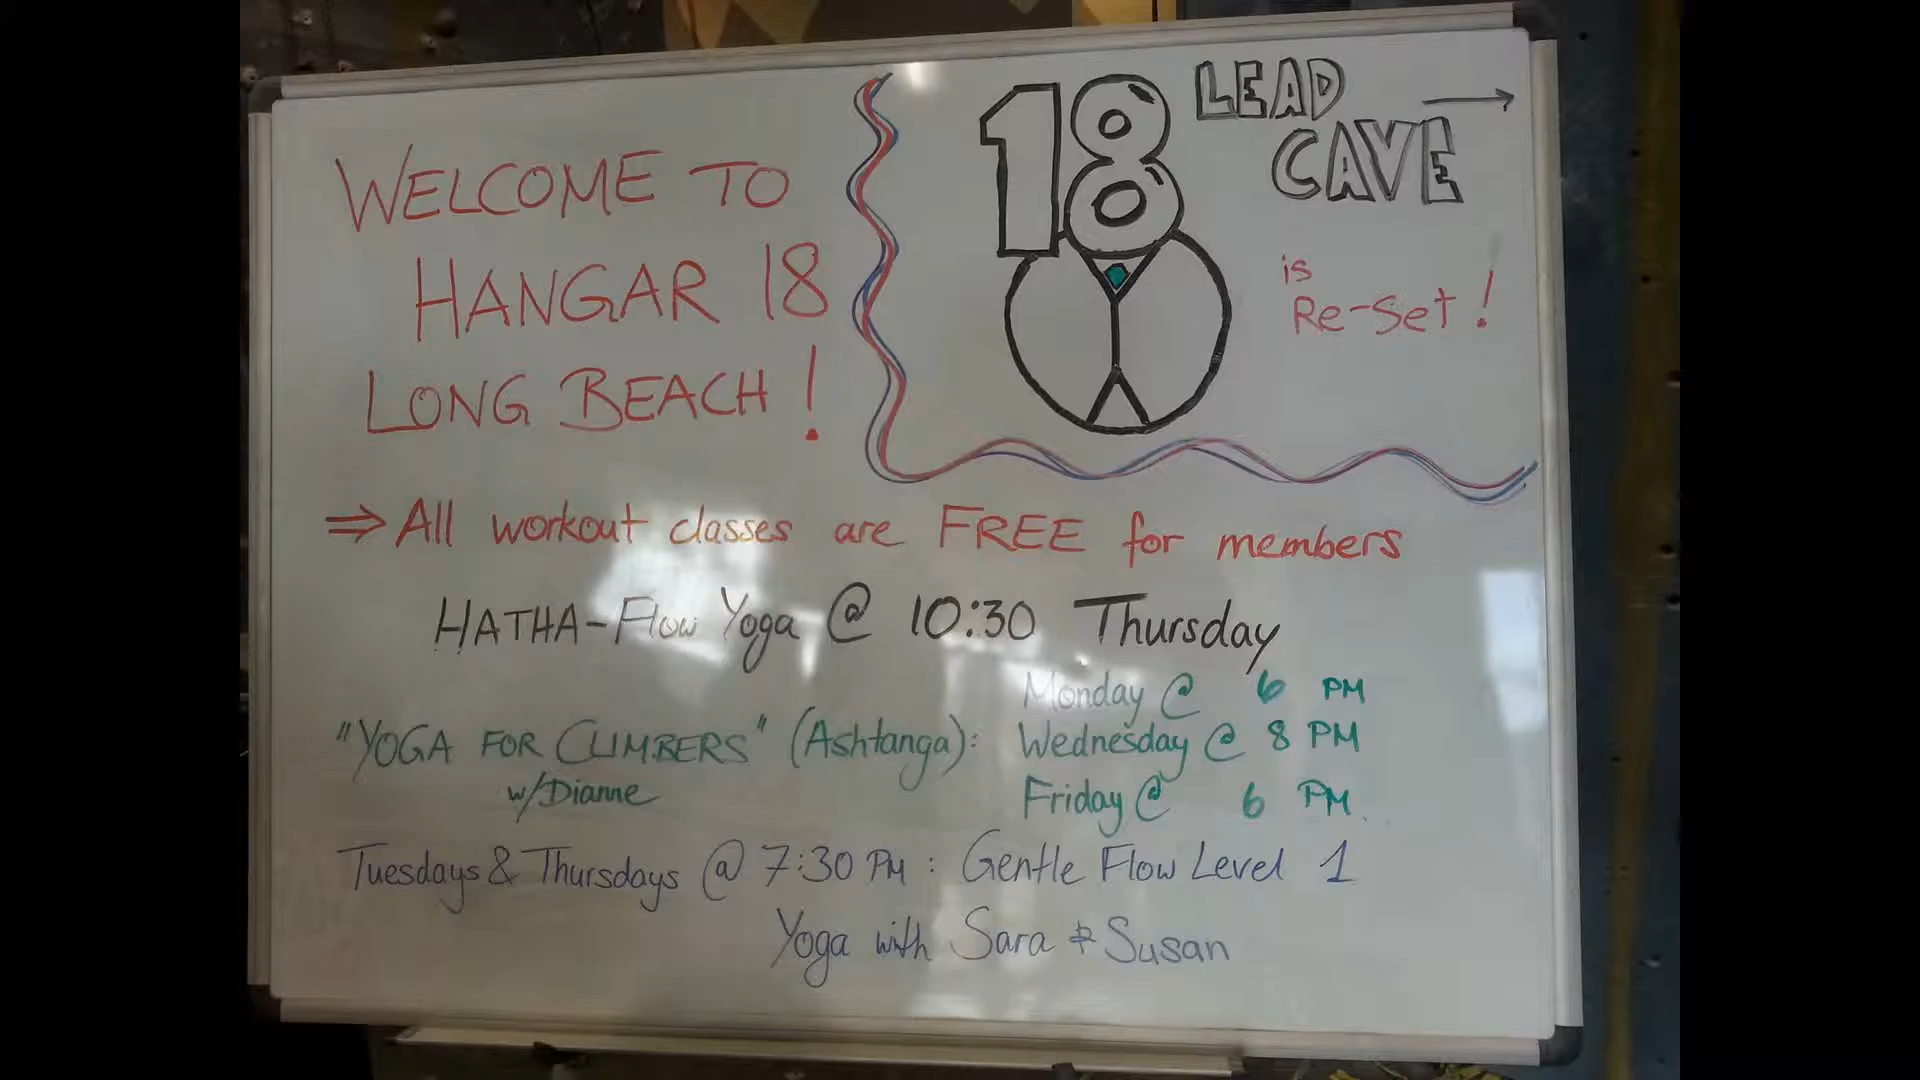 WELCOME TO
HANGAR 18
LONG BEACH!
18
LEAD
CAVE
is
Re-Set!
⇒ All workout classes are FREE for members
HATHA-Flow Yoga @ 10:30 Thursday
Monday @ 6 PM
"YOGA FOR CLIMBERS" (Ashtanga): Wednesday @ 8 PM
w/Dianne Friday @ 6 PM
Tuesdays & Thursdays @ 7:30 PM: Gentle Flow Level 1
Yoga with Sara & Susan